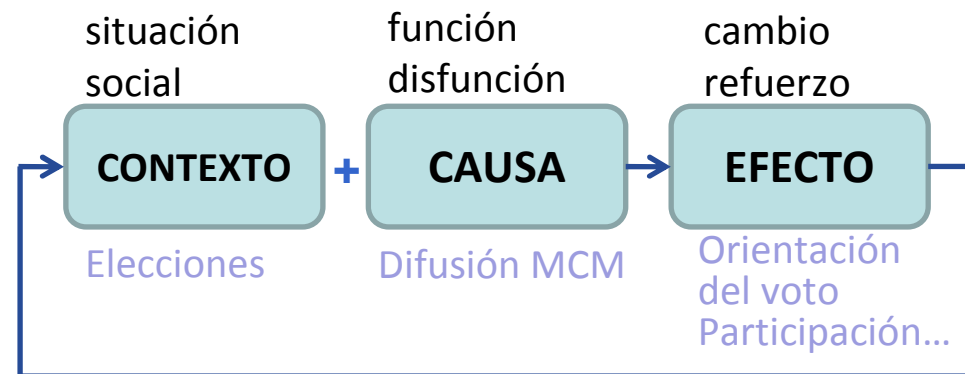 situación
social
función
disfunción
cambio
refuerzo
CONTEXTO
+
CAUSA
EFECTO
Elecciones
Difusión MCM
Orientación
del voto
Participación...